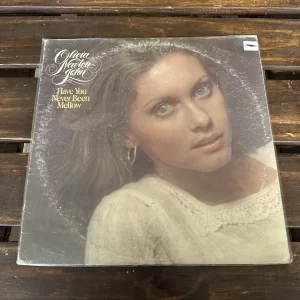 Olivia
Newton-
John
Have You
Never Been
Mellow